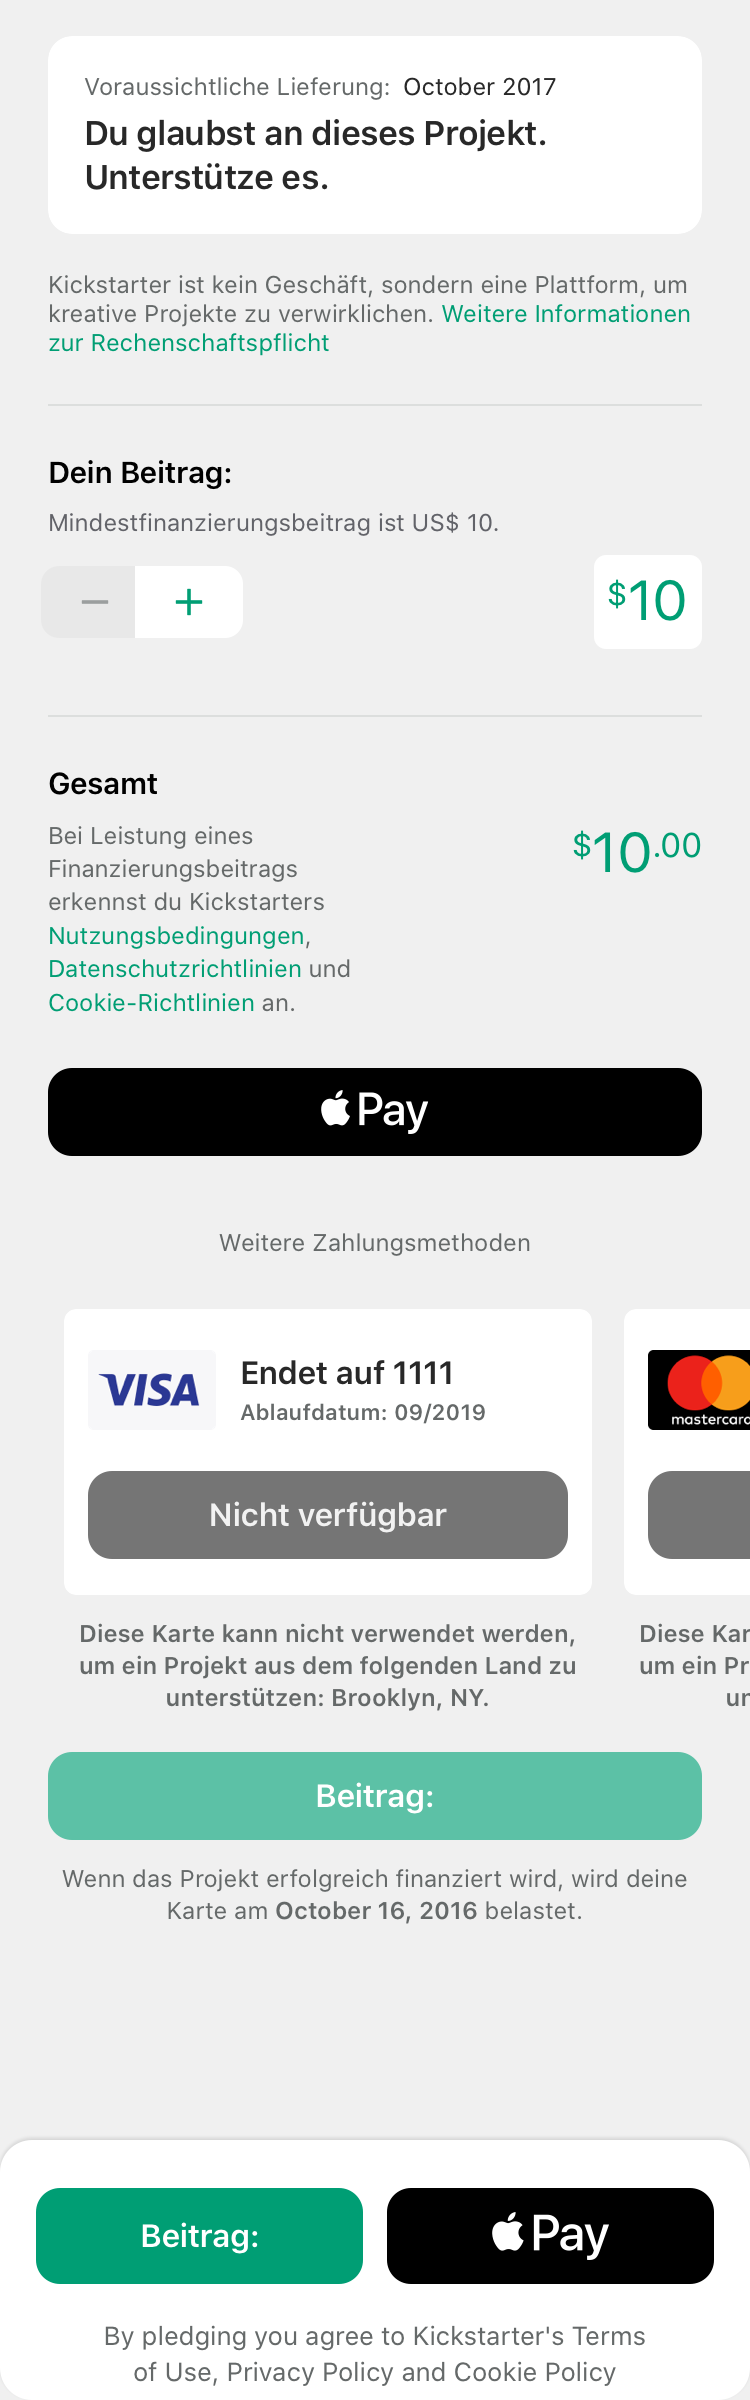 Voraussichtliche Lieferung: October 2017
Du glaubst an dieses Projekt.
Unterstütze es.
Kickstarter ist kein Geschäft, sondern eine Plattform, um
kreative Projekte zu verwirklichen. Weitere Informationen
zur Rechenschaftspflicht
Dein Beitrag:
Mindestfinanzierungsbeitrag ist US$ 10.
− + $10
Gesamt
Bei Leistung eines
Finanzierungsbeitrags
erkennst du Kickstarters
Nutzungsbedingungen,
Datenschutzrichtlinien und
Cookie-Richtlinien an.
$10.00
Pay
Weitere Zahlungsmethoden
VISA
Endet auf 1111
Ablaufdatum: 09/2019
Nicht verfügbar
Diese Karte kann nicht verwendet werden,
um ein Projekt aus dem folgenden Land zu
unterstützen: Brooklyn, NY.
mastercard
Diese Kar
um ein Pr
un
Beitrag:
Wenn das Projekt erfolgreich finanziert wird, wird deine
Karte am October 16, 2016 belastet.
Beitrag:
Pay
By pledging you agree to Kickstarter's Terms
of Use, Privacy Policy and Cookie Policy